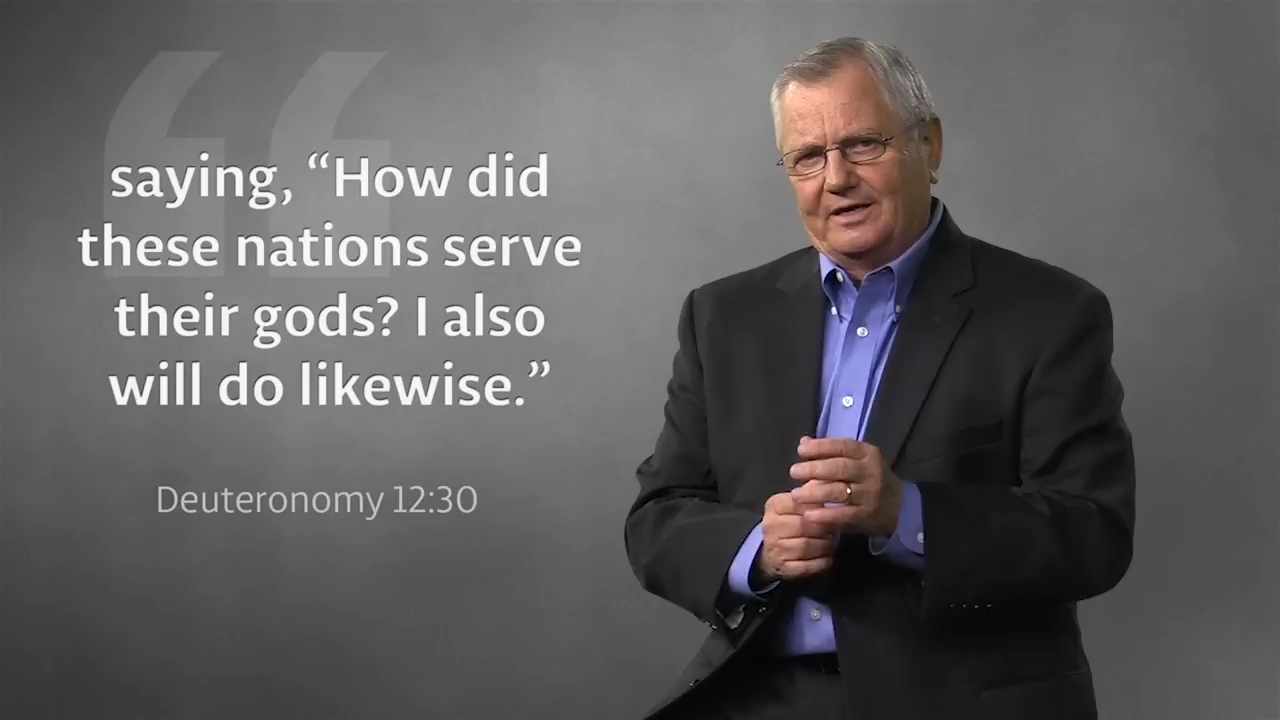 saying, “How did
these nations serve
their gods? I also
will do likewise.”
Deuteronomy 12:30